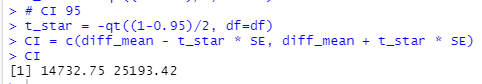 > # CI 95
> t_star = -qt((1-0.95)/2, df=df)
> CI = c(diff_mean - t_star * SE, diff_mean + t_star * SE)
> CI
[1] 14732.75 25193.42